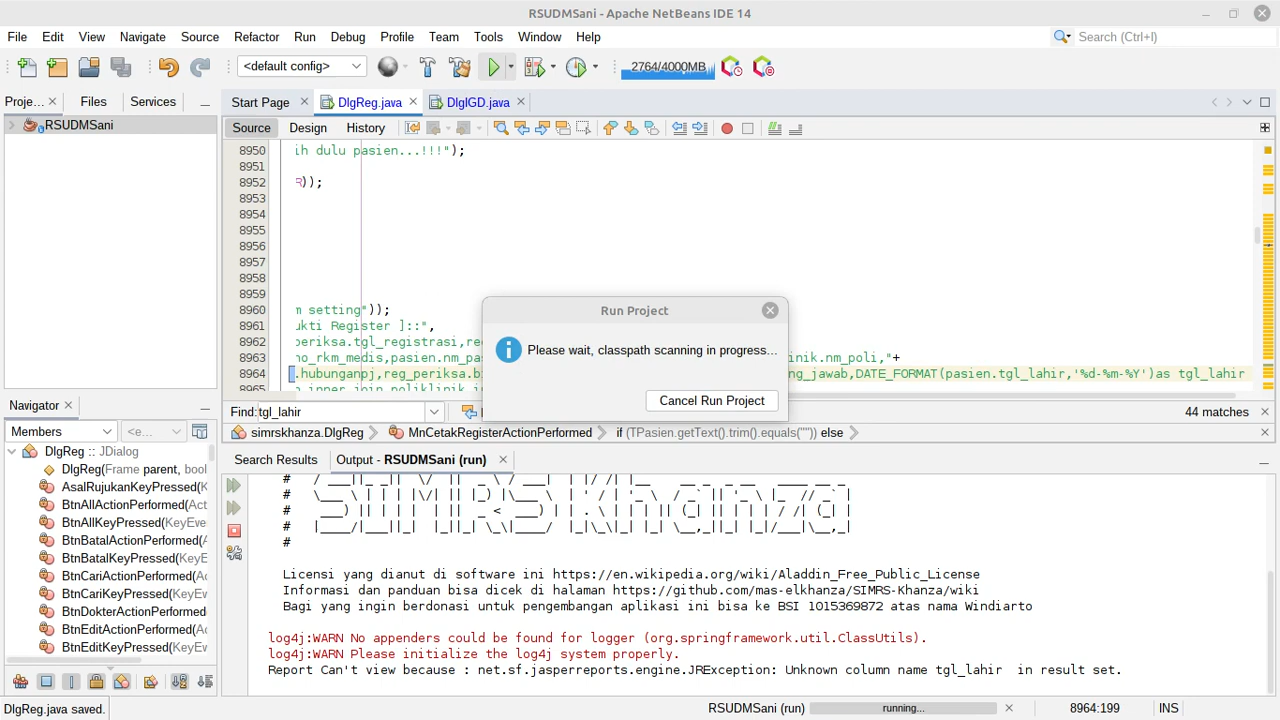 RSUDMSani - Apache NetBeans IDE 14
File Edit View Navigate Source Refactor Run Debug Profile Team Tools Window Help
Search (Ctrl+I)
<default config>
2764/4000MB
Proje... Files Services
Start Page DlgReg.java DlgIGD.java
RSUDMSani
Source Design History
8950 ih dulu pasien...!!!");
8951
8952 R));
8953
8954
8955
8956
8957
8958
8959
8960 m setting"));
8961 ukti Register ]::",
8962 periksa.tgl_registrasi,re
8963 no_rkm_medis,pasien.nm_pa
inik.nm_poli,"+
8964 .hubunganpj,reg_periksa.b
ng_jawab,DATE_FORMAT(pasien.tgl_lahir,'%d-%m-%Y')as tgl_lahir
8965
Run Project
Please wait, classpath scanning in progress...
Cancel Run Project
Find: tgl_lahir
44 matches
simrskhanza.DlgReg MnCetakRegisterActionPerformed if (TPasien.getText().trim().equals("")) else
Navigator
Members <e...
DlgReg :: JDialog
DlgReg(Frame parent, bool
AsalRujukanKeyPressed(K
BtnAllActionPerformed(Act
BtnAllKeyPressed(KeyEve
BtnBatalActionPerformed(
BtnBatalKeyPressed(KeyE
BtnCariActionPerformed(Ac
BtnCariKeyPressed(KeyEv
BtnDokterActionPerformed
BtnEditActionPerformed(A
BtnEditKeyPressed(KeyEv
Search Results Output - RSUDMSani (run)
SIMRS Khanza
Licensi yang dianut di software ini https://en.wikipedia.org/wiki/Aladdin_Free_Public_License
Informasi dan panduan bisa dicek di halaman https://github.com/mas-elkhanza/SIMRS-Khanza/wiki
Bagi yang ingin berdonasi untuk pengembangan aplikasi ini bisa ke BSI 1015369872 atas nama Windiarto
log4j:WARN No appenders could be found for logger (org.springframework.util.ClassUtils).
log4j:WARN Please initialize the log4j system properly.
Report Can't view because : net.sf.jasperreports.engine.JRException: Unknown column name tgl_lahir  in result set.
DlgReg.java saved.
RSUDMSani (run) running... 8964:199 INS